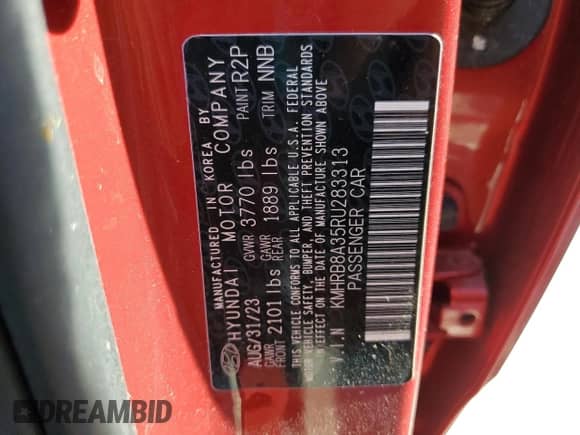 MANUFACTURED IN KOREA BY
HYUNDAI MOTOR COMPANY
AUG/31/23 GVWR 3770 lbs PAINT R2P
GAWR FRONT 2101 lbs GAWR REAR 1889 lbs TRIM NNB
THIS VEHICLE CONFORMS TO ALL APPLICABLE U.S.A. FEDERAL
MOTOR VEHICLE SAFETY, BUMPER, AND THEFT PREVENTION STANDARDS
IN EFFECT ON THE DATE OF MANUFACTURE SHOWN ABOVE
V.I.N KMHRB8A35RU283313
PASSENGER CAR
DREAMBID